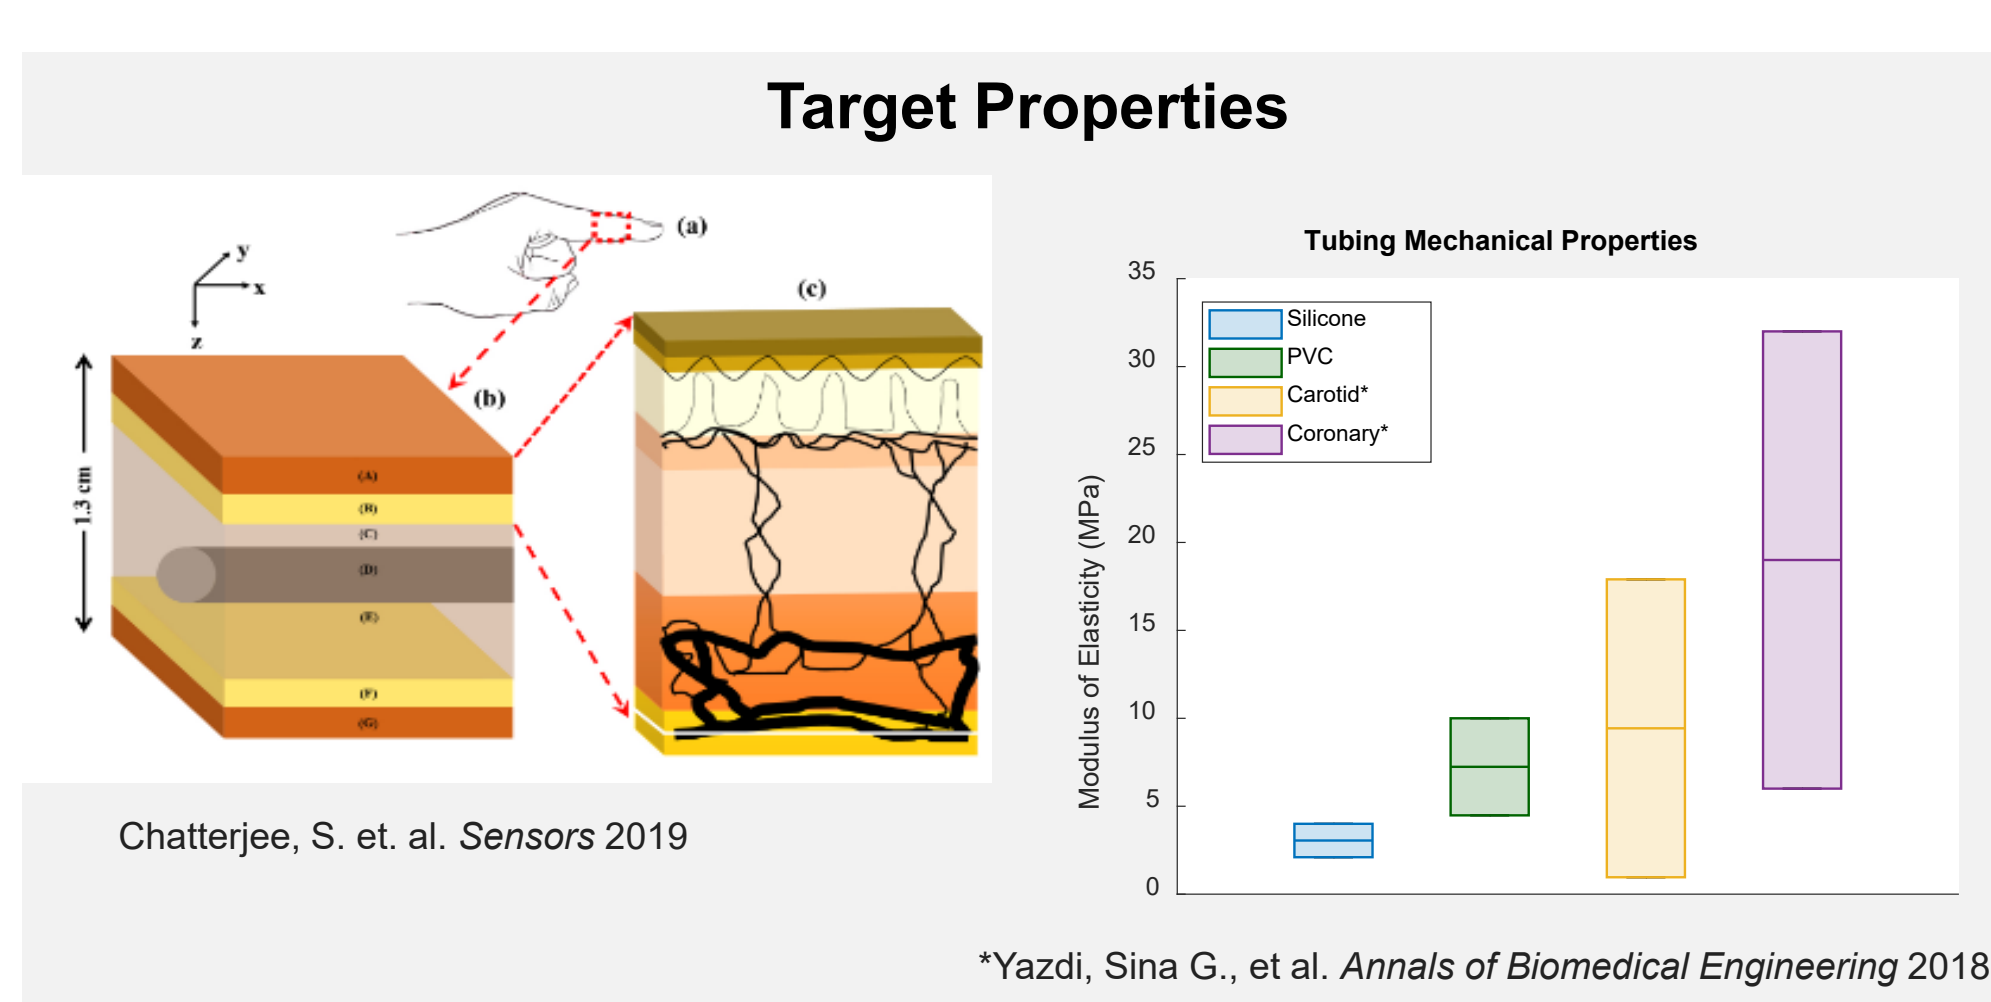 Target Properties
(a)
y
x
z
(c)
(b)
1.3 cm
(A)
(B)
(C)
(D)
(E)
(F)
(G)
Chatterjee, S. et. al. Sensors 2019
Tubing Mechanical Properties
35
30
25
20
15
10
5
0
Modulus of Elasticity (MPa)
Silicone
PVC
Carotid*
Coronary*
*Yazdi, Sina G., et al. Annals of Biomedical Engineering 2018